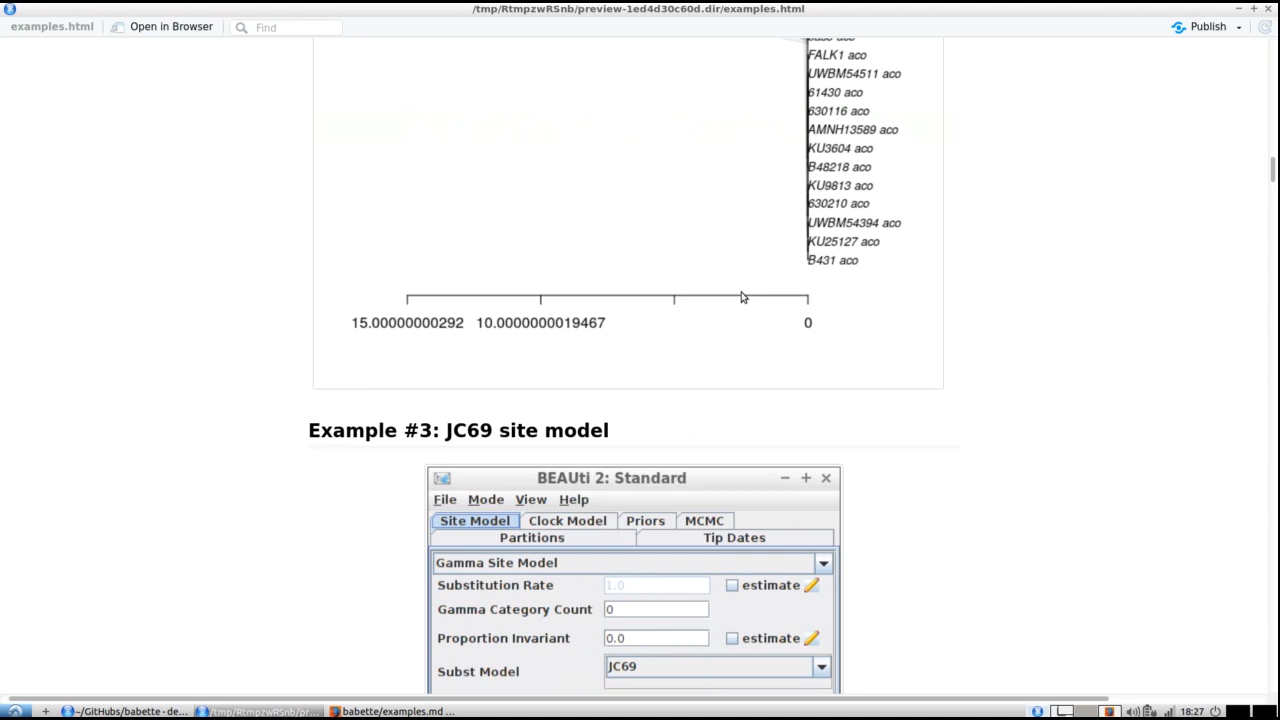 /tmp/RtmpzwRSnb/preview-1ed4d30c60d.dir/examples.html
examples.html Open in Browser Find Publish
FALK1 aco
UWBM54511 aco
61430 aco
630116 aco
AMNH13589 aco
KU3604 aco
B48218 aco
KU9813 aco
630210 aco
UWBM54394 aco
KU25127 aco
B431 aco
15.00000000292 10.0000000019467 0
Example #3: JC69 site model
BEAUti 2: Standard
File Mode View Help
Site Model Clock Model Priors MCMC
Partitions Tip Dates
Gamma Site Model
Substitution Rate 1.0 estimate
Gamma Category Count 0
Proportion Invariant 0.0 estimate
Subst Model JC69
~/GitHubs/babette - de... /tmp/RtmpzwRSnb/pr... babette/examples.md ... 18:27